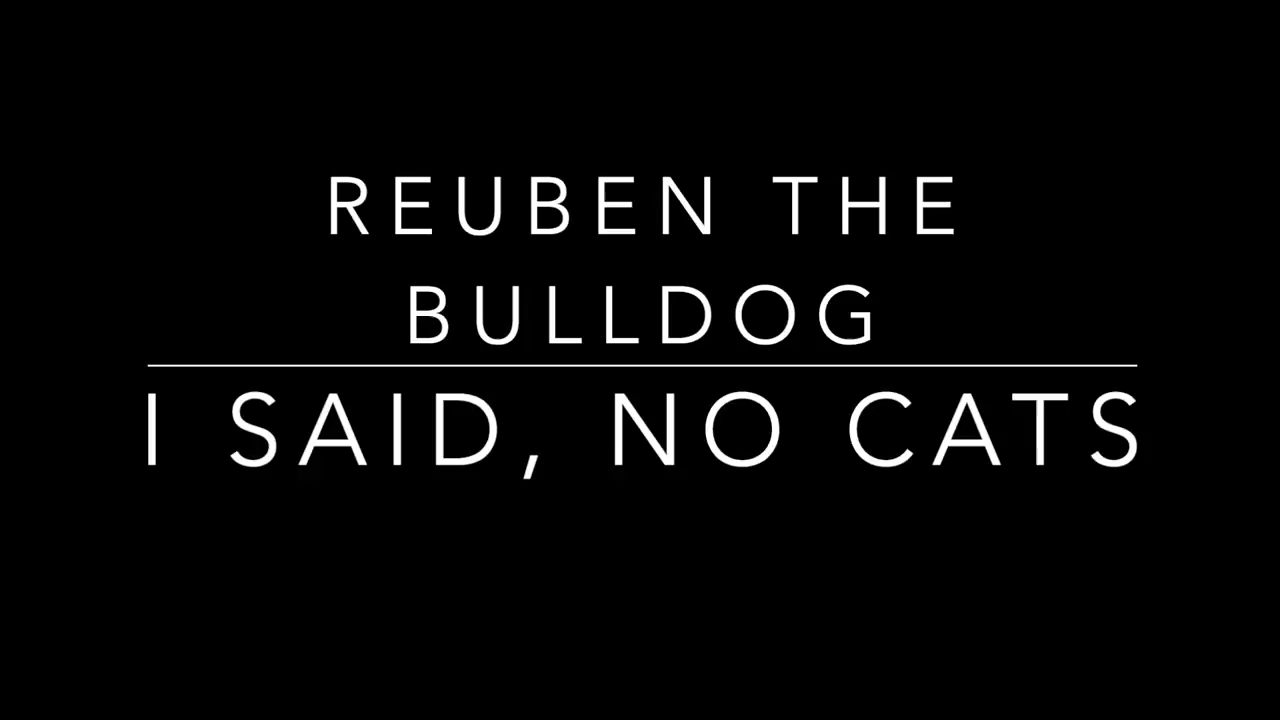 REUBEN THE
BULLDOG
I SAID, NO CATS